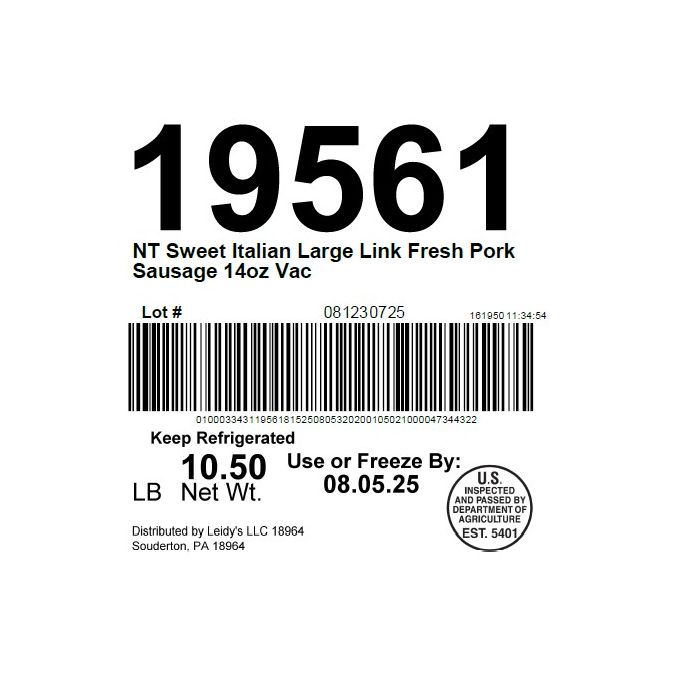 19561
NT Sweet Italian Large Link Fresh Pork
Sausage 14oz Vac
Lot # 081230725 161950 11:34:54
01000334311956181525080532020010502100004734​4322
Keep Refrigerated
10.50 Use or Freeze By:
LB Net Wt. 08.05.25
U.S.
INSPECTED
AND PASSED BY
DEPARTMENT OF
AGRICULTURE
EST. 5401
Distributed by Leidy's LLC 18964
Souderton, PA 18964